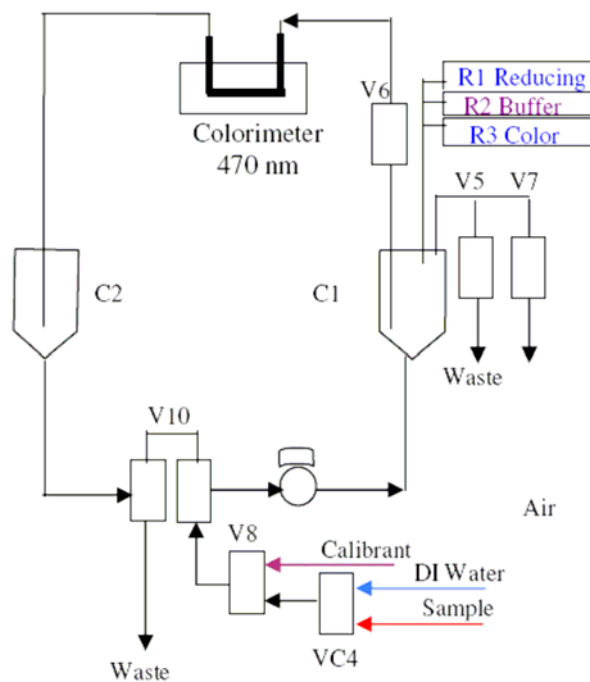 R1 Reducing
R2 Buffer
R3 Color
V6
Colorimeter
470 nm
V5 V7
C2
C1
Waste
V10
Air
V8
Calibrant
DI Water
Sample
VC4
Waste